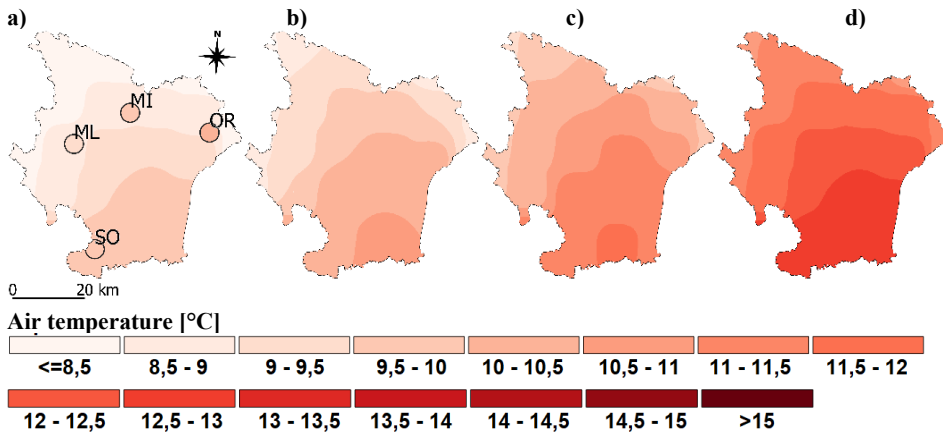 a) b) c) d)
N
MI
OR
ML
SO
0 20 km
Air temperature [°C]
<=8,5 8,5 - 9 9 - 9,5 9,5 - 10 10 - 10,5 10,5 - 11 11 - 11,5 11,5 - 12
12 - 12,5 12,5 - 13 13 - 13,5 13,5 - 14 14 - 14,5 14,5 - 15 >15